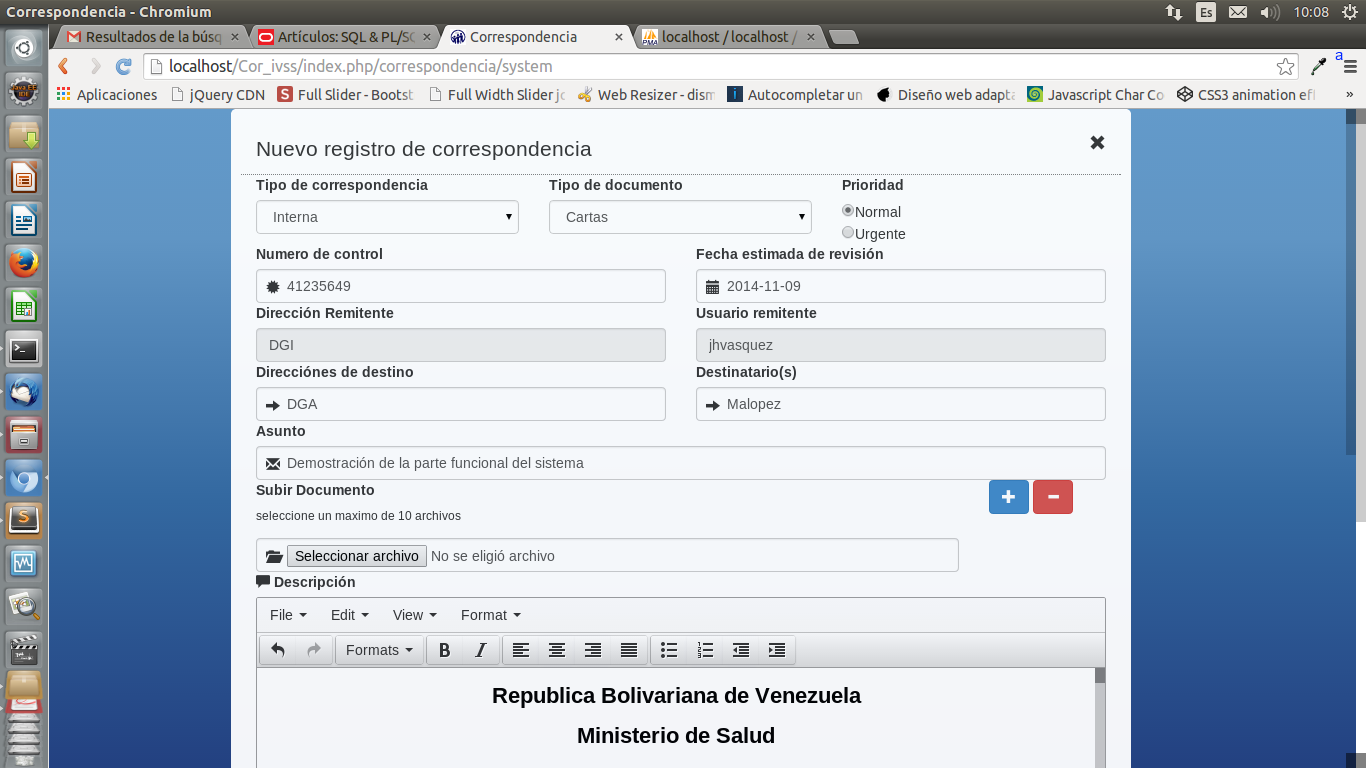 Correspondencia - Chromium
Es
10:08
Resultados de la búsq
Artículos: SQL & PL/SQ
Correspondencia
localhost / localhost /
localhost/Cor_ivss/index.php/correspondencia/system
a
Aplicaciones
jQuery CDN
Full Slider - Bootst
Full Width Slider jq
Web Resizer - dism
Autocompletar un
Diseño web adapta
Javascript Char Co
CSS3 animation eff
»
Nuevo registro de correspondencia
Tipo de correspondencia
Tipo de documento
Prioridad
Interna
Cartas
Normal
Urgente
Numero de control
Fecha estimada de revisión
41235649
2014-11-09
Dirección Remitente
Usuario remitente
DGI
jhvasquez
Direcciónes de destino
Destinatario(s)
DGA
Malopez
Asunto
Demostración de la parte funcional del sistema
Subir Documento
seleccione un maximo de 10 archivos
Seleccionar archivo No se eligió archivo
Descripción
File Edit View Format
Formats B I
Republica Bolivariana de Venezuela
Ministerio de Salud